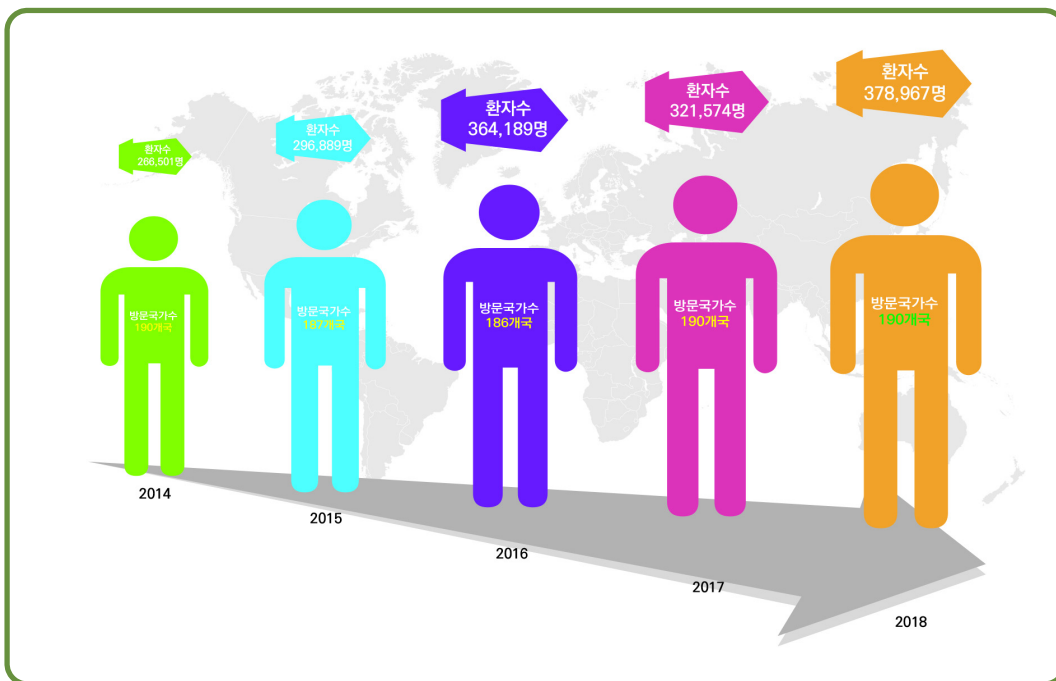 환자수
266,501명
환자수
296,889명
환자수
364,189명
환자수
321,574명
환자수
378,967명
방문국가수
190개국
방문국가수
187개국
방문국가수
186개국
방문국가수
190개국
방문국가수
190개국
2014
2015
2016
2017
2018